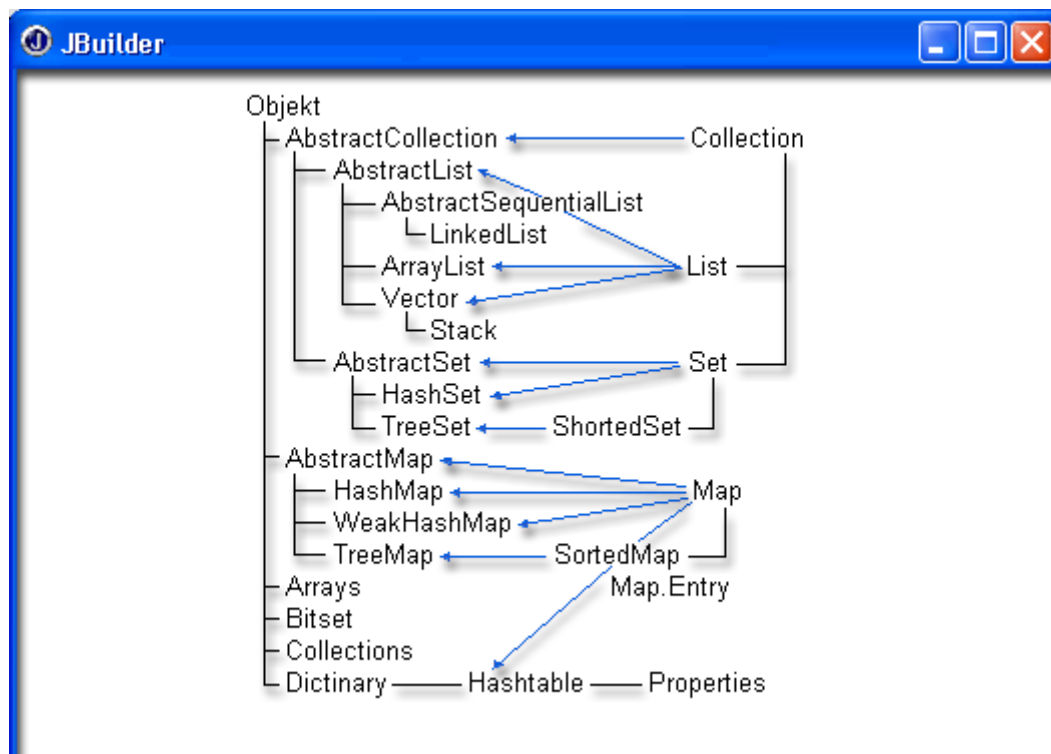 JBuilder
Objekt
AbstractCollection Collection
AbstractList
AbstractSequentialList
LinkedList
ArrayList List
Vector
Stack
AbstractSet Set
HashSet
TreeSet ShortedSet
AbstractMap
HashMap Map
WeakHashMap
TreeMap SortedMap
Arrays Map.Entry
Bitset
Collections
Dictinary Hashtable Properties